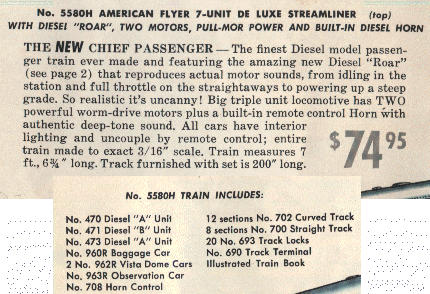 No. 5580H AMERICAN FLYER 7-UNIT DE LUXE STREAMLINER (top)
WITH DIESEL "ROAR", TWO MOTORS, PULL-MOR POWER AND BUILT-IN DIESEL HORN
THE NEW CHIEF PASSENGER — The finest Diesel model passen-
ger train ever made and featuring the amazing new Diesel "Roar"
(see page 2) that reproduces actual motor sounds, from idling in the
station and full throttle on the straightaways to powering up a steep
grade. So realistic it's uncanny! Big triple unit locomotive has TWO
powerful worm-drive motors plus a built-in remote control Horn with
authentic deep-tone sound. All cars have interior
lighting and uncouple by remote control; entire
train made to exact 3/16" scale. Train measures 7
ft., 6¾" long. Track furnished with set is 200" long.
$74.95
No. 5580H TRAIN INCLUDES:
No. 470 Diesel "A" Unit
No. 471 Diesel "B" Unit
No. 473 Diesel "A" Unit
No. 960R Baggage Car
2 No. 962R Vista Dome Cars
No. 963R Observation Car
No. 708 Horn Control
12 sections No. 702 Curved Track
8 sections No. 700 Straight Track
20 No. 693 Track Locks
No. 690 Track Terminal
Illustrated Train Book